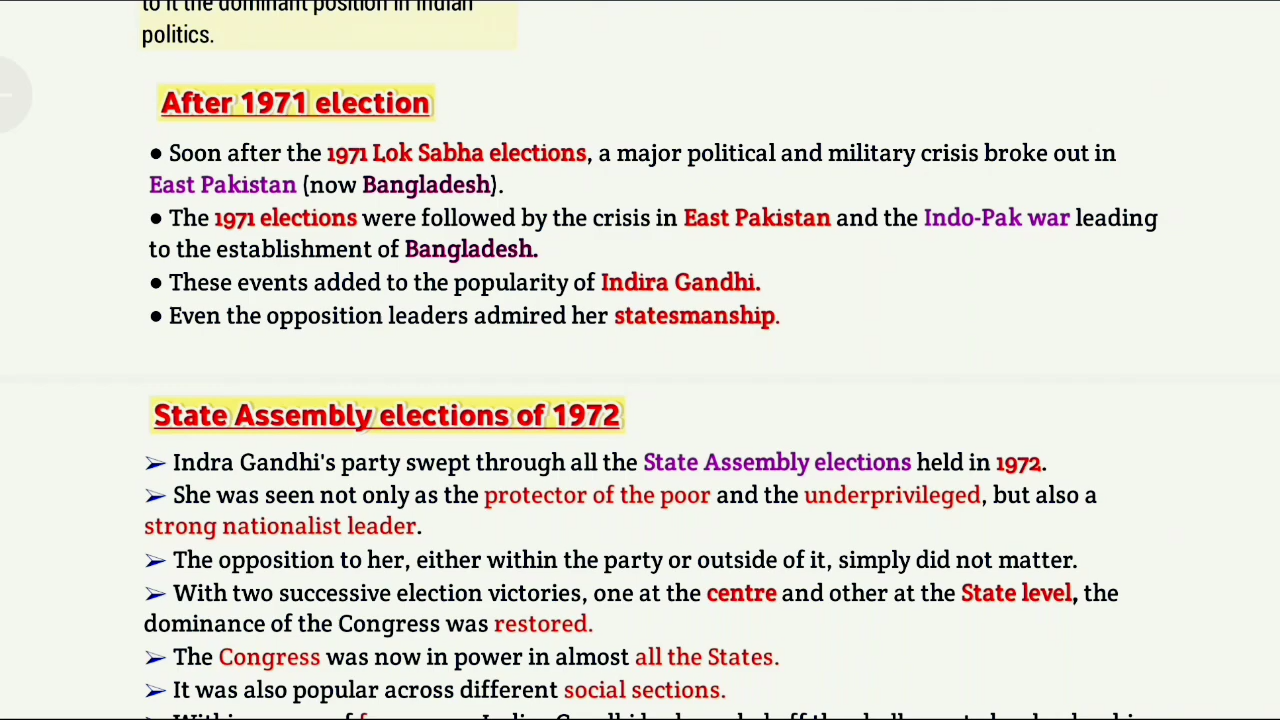 to it the dominant position in Indian
politics.
After 1971 election
● Soon after the 1971 Lok Sabha elections, a major political and military crisis broke out in
East Pakistan (now Bangladesh).
● The 1971 elections were followed by the crisis in East Pakistan and the Indo-Pak war leading
to the establishment of Bangladesh.
● These events added to the popularity of Indira Gandhi.
● Even the opposition leaders admired her statesmanship.
State Assembly elections of 1972
➢ Indra Gandhi's party swept through all the State Assembly elections held in 1972.
➢ She was seen not only as the protector of the poor and the underprivileged, but also a
strong nationalist leader.
➢ The opposition to her, either within the party or outside of it, simply did not matter.
➢ With two successive election victories, one at the centre and other at the State level, the
dominance of the Congress was restored.
➢ The Congress was now in power in almost all the States.
➢ It was also popular across different social sections.